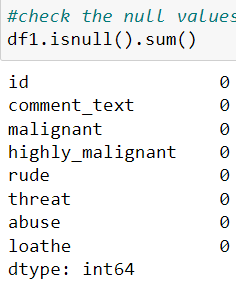 #check the null values
df1.isnull().sum()
id 0
comment_text 0
malignant 0
highly_malignant 0
rude 0
threat 0
abuse 0
loathe 0
dtype: int64